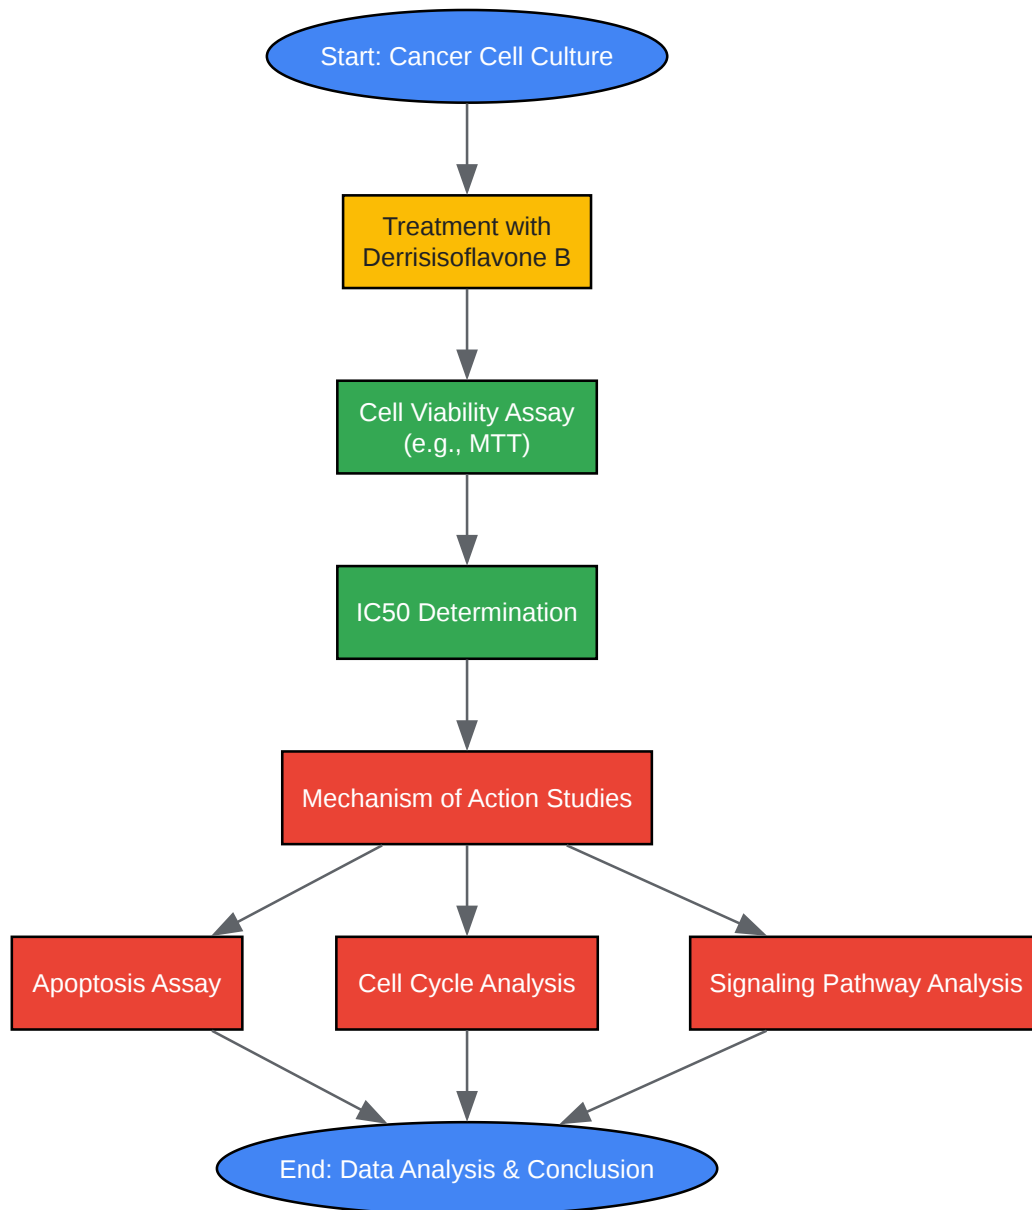 Start: Cancer Cell Culture
Treatment with
Derrisisoflavone B
Cell Viability Assay
(e.g., MTT)
IC50 Determination
Mechanism of Action Studies
Apoptosis Assay
Cell Cycle Analysis
Signaling Pathway Analysis
End: Data Analysis & Conclusion